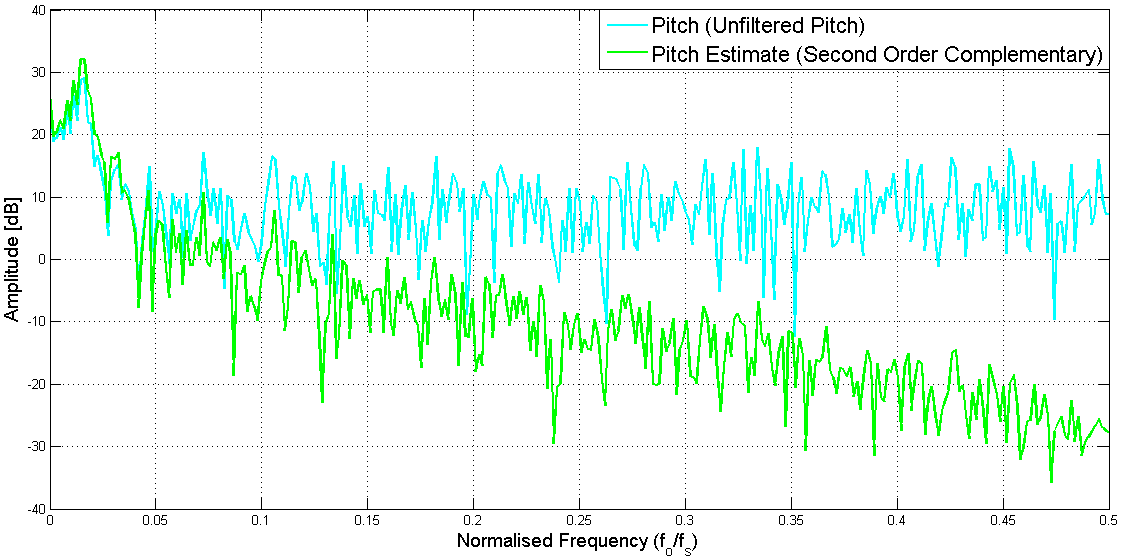 Pitch (Unfiltered Pitch)
Pitch Estimate (Second Order Complementary)
Amplitude [dB]
40
30
20
10
0
-10
-20
-30
-40
0 0.05 0.1 0.15 0.2 0.25 0.3 0.35 0.4 0.45 0.5
Normalised Frequency (fo/fs)